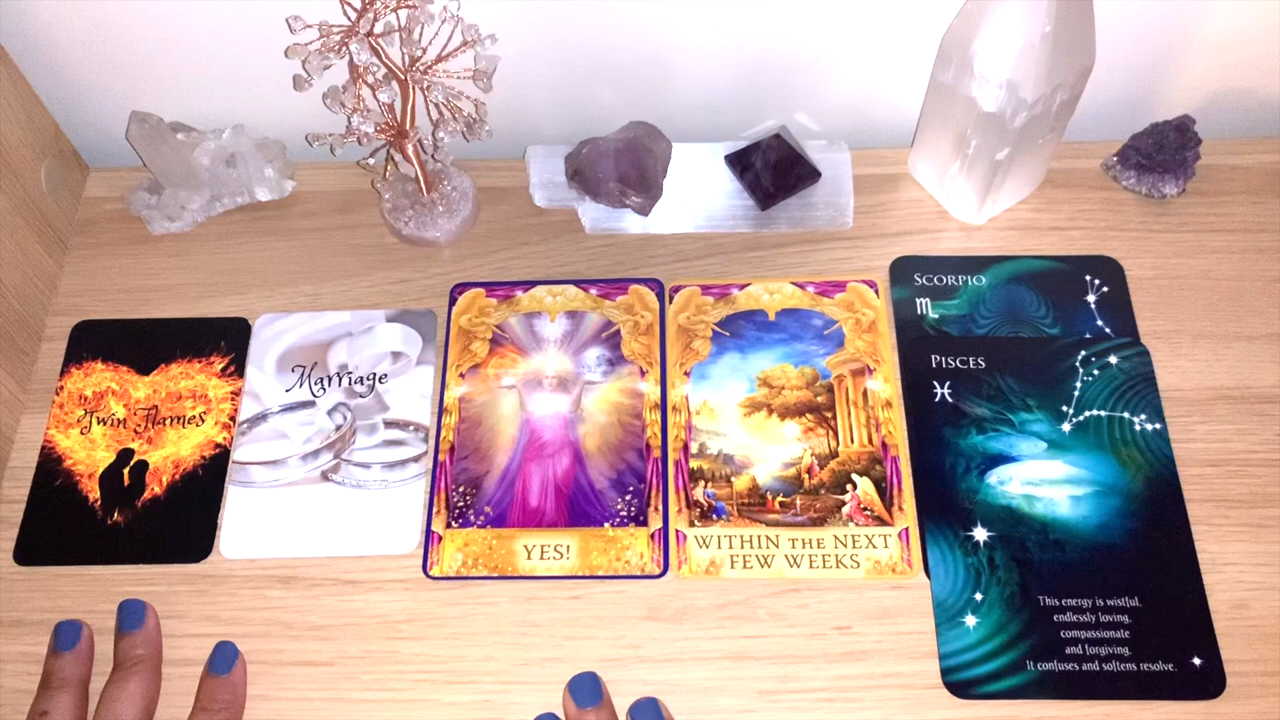 Twin Flames
Marriage
YES!
WITHIN THE NEXT
FEW WEEKS
SCORPIO
♏
PISCES
♓
This energy is wistful,
endlessly loving,
compassionate
and forgiving.
It confuses and softens resolve.